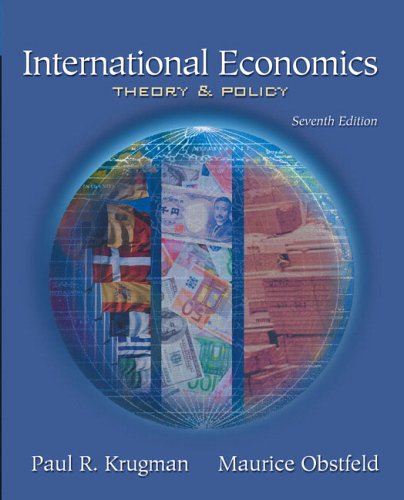 International Economics
THEORY & POLICY
Seventh Edition
Paul R. Krugman Maurice Obstfeld